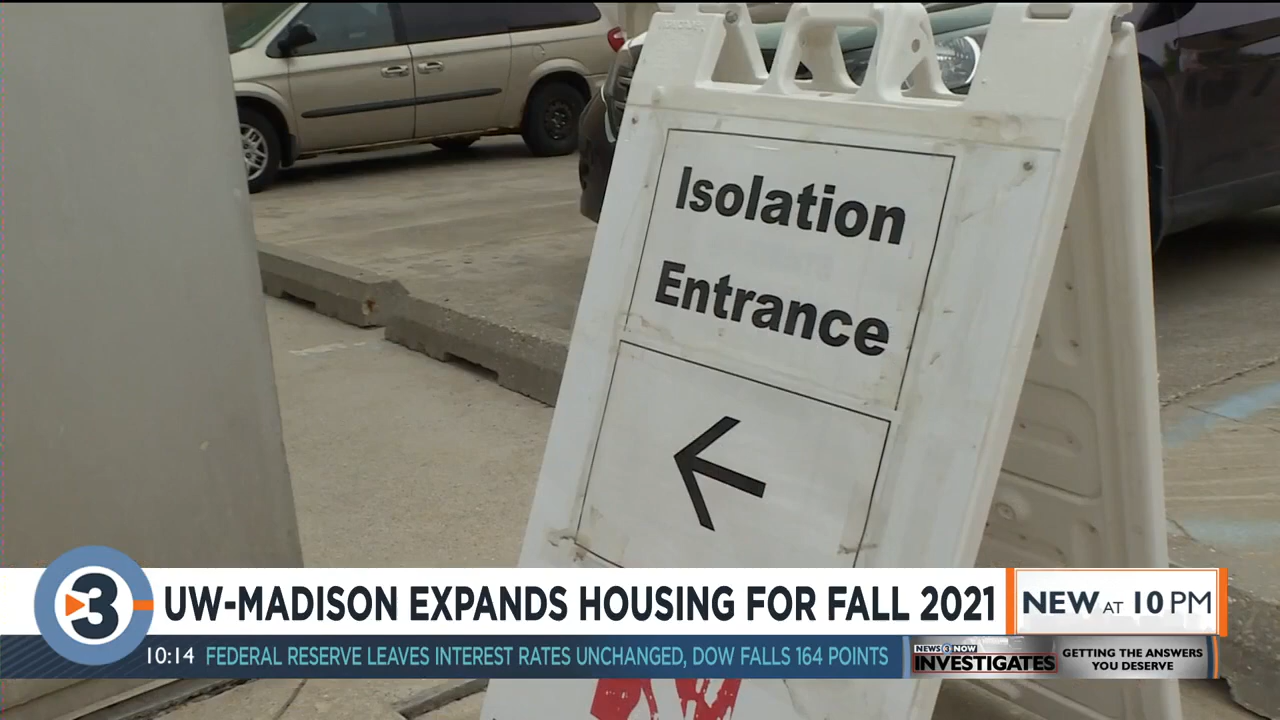 Isolation
Entrance
3 UW-MADISON EXPANDS HOUSING FOR FALL 2021
NEW AT 10 PM
10:14 FEDERAL RESERVE LEAVES INTEREST RATES UNCHANGED, DOW FALLS 164 POINTS
NEWS 3 NOW
INVESTIGATES
GETTING THE ANSWERS
YOU DESERVE